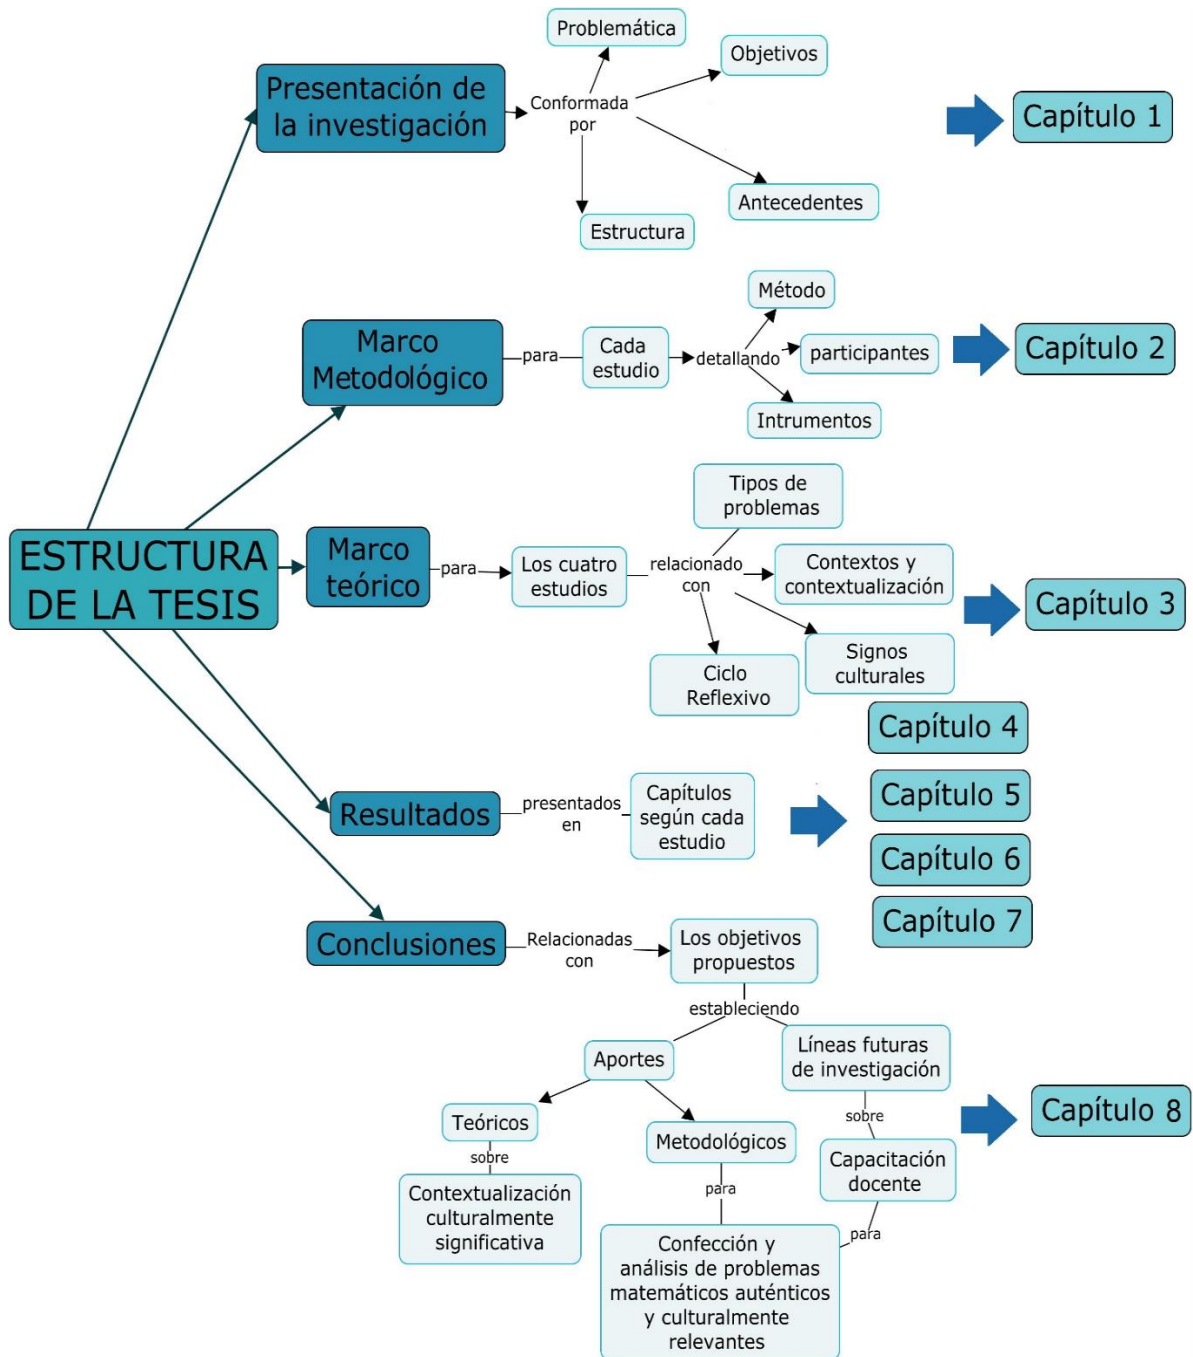 Problemática
Objetivos
Presentación de
la investigación
Conformada
por
Capítulo 1
Antecedentes
Estructura
Método
Marco
Metodológico
para
Cada
estudio
detallando
participantes
Capítulo 2
Intrumentos
Tipos de
problemas
ESTRUCTURA
DE LA TESIS
Marco
teórico
para
Los cuatro
estudios
relacionado
con
Contextos y
contextualización
Capítulo 3
Signos
culturales
Ciclo
Reflexivo
Capítulo 4
Resultados
presentados
en
Capítulos
según cada
estudio
Capítulo 5
Capítulo 6
Capítulo 7
Conclusiones
Relacionadas
con
Los objetivos
propuestos
estableciendo
Aportes
Líneas futuras
de investigación
Teóricos
Metodológicos
sobre
Capítulo 8
sobre
Capacitación
docente
Contextualización
culturalmente
significativa
para
para
Confección y
análisis de problemas
matemáticos auténticos
y culturalmente
relevantes